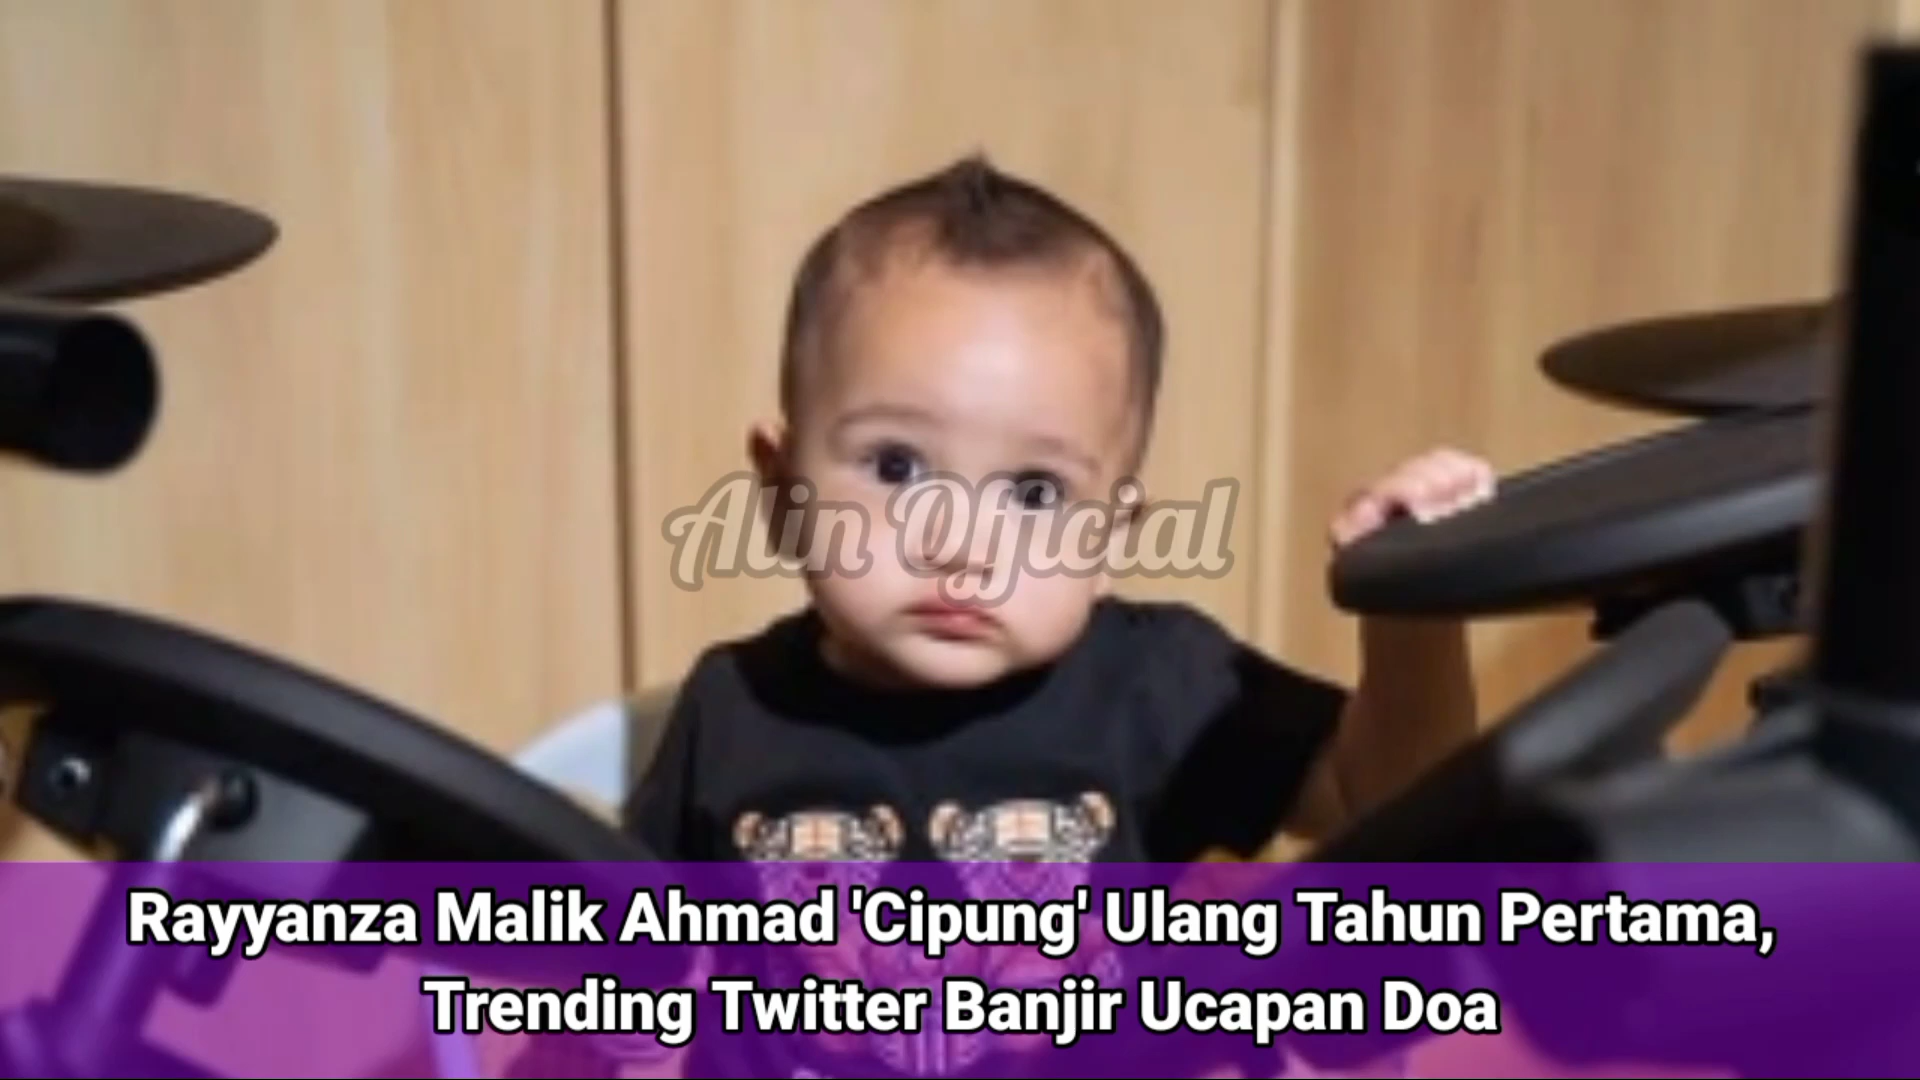 Alin Official
Rayyanza Malik Ahmad 'Cipung' Ulang Tahun Pertama,
Trending Twitter Banjir Ucapan Doa